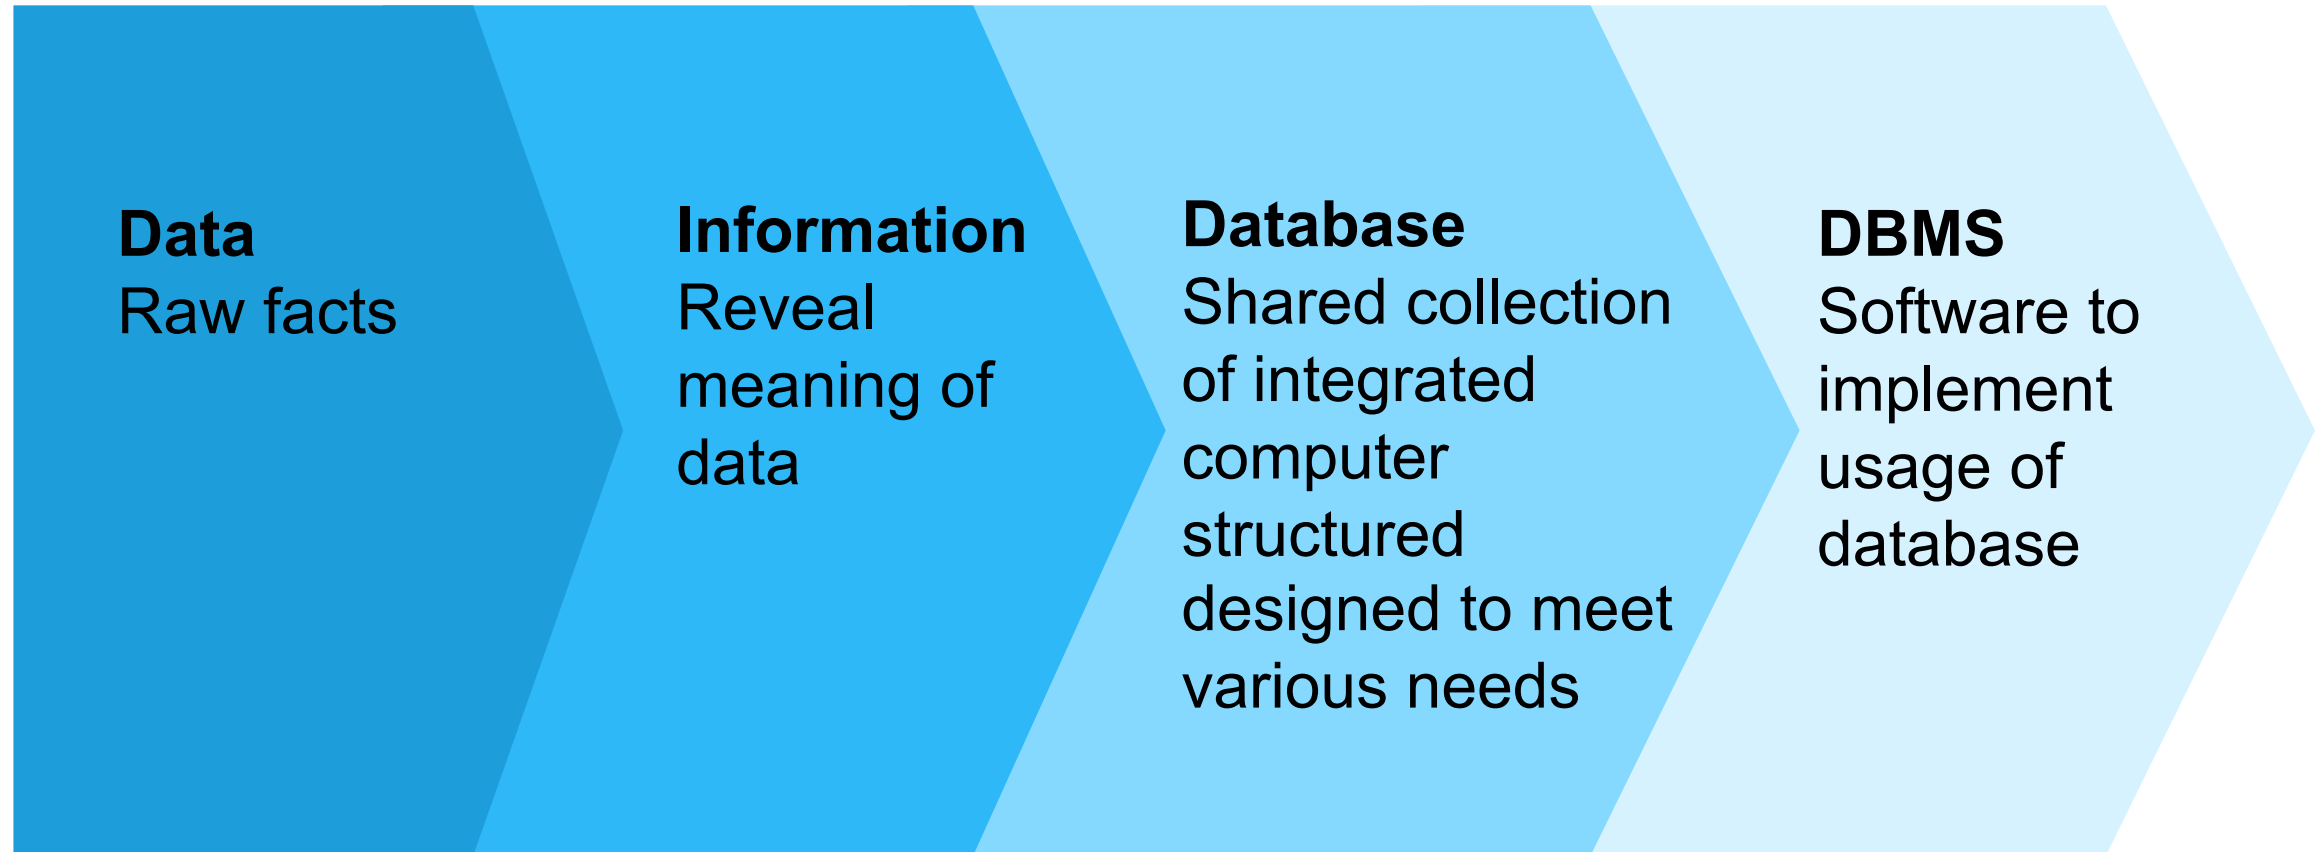 Data
Raw facts
Information
Reveal
meaning of
data
Database
Shared collection
of integrated
computer
structured
designed to meet
various needs
DBMS
Software to
implement
usage of
database